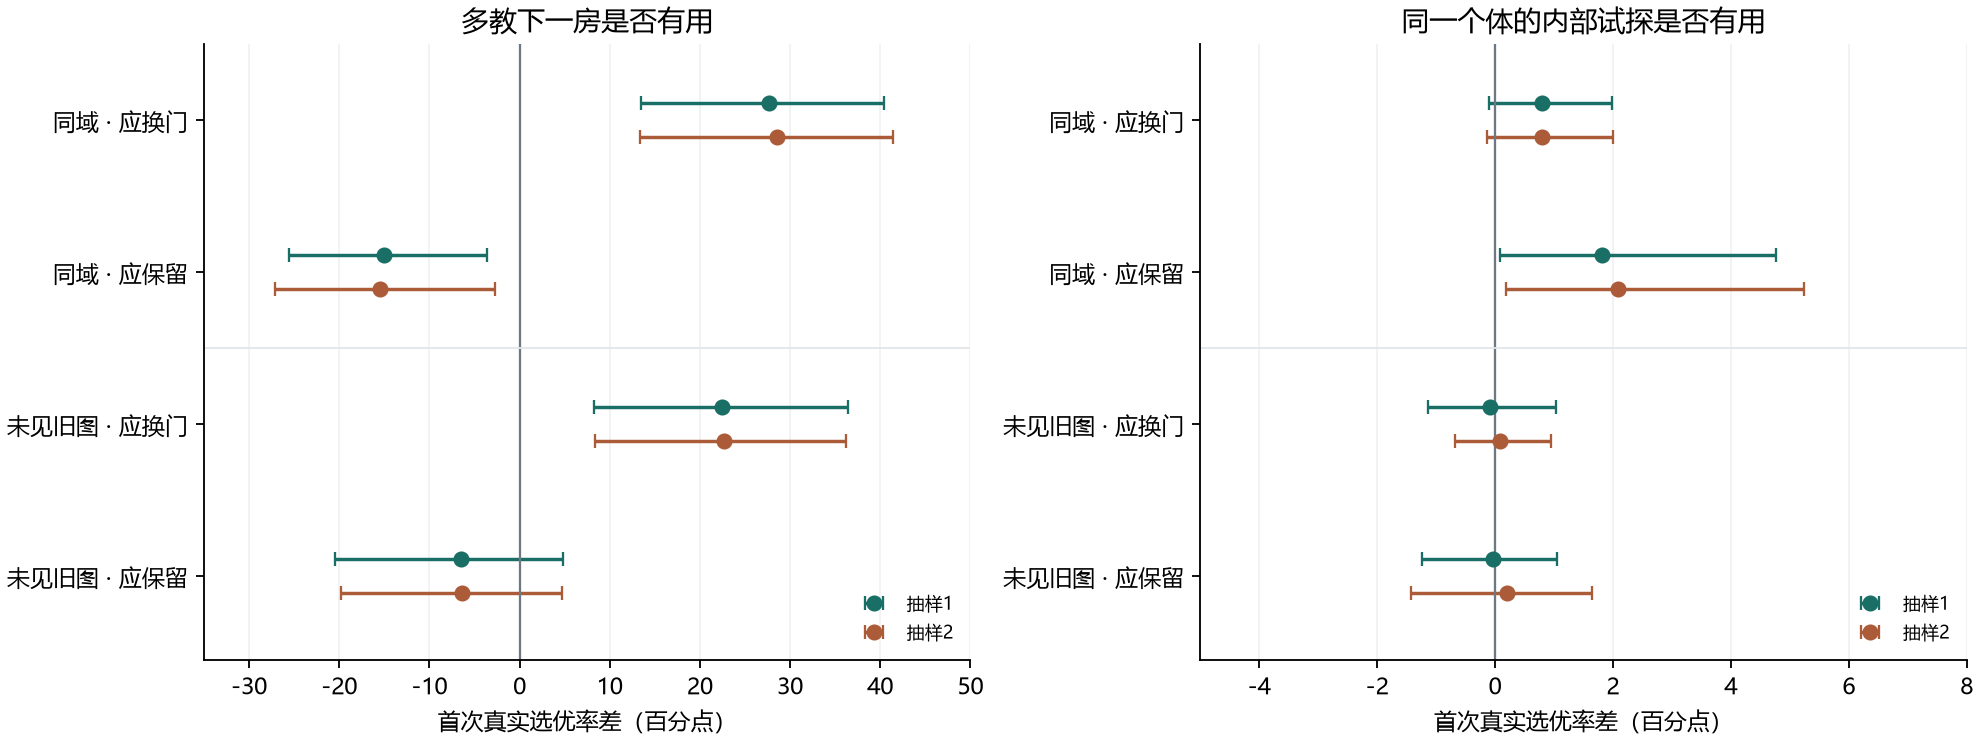 多教下一房是否有用
同域 · 应换门
同域 · 应保留
未见旧图 · 应换门
未见旧图 · 应保留
抽样1
抽样2
-30 -20 -10 0 10 20 30 40 50
首次真实选优率差（百分点）
同一个体的内部试探是否有用
同域 · 应换门
同域 · 应保留
未见旧图 · 应换门
未见旧图 · 应保留
抽样1
抽样2
-4 -2 0 2 4 6 8
首次真实选优率差（百分点）